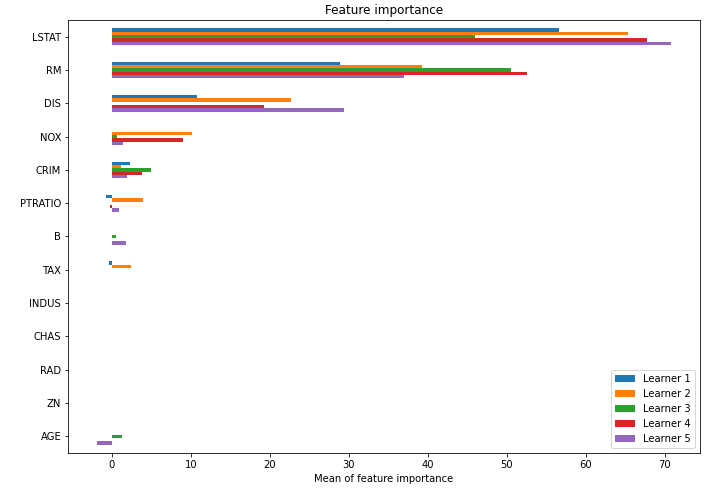 Feature importance
LSTAT
RM
DIS
NOX
CRIM
PTRATIO
B
TAX
INDUS
CHAS
RAD
ZN
AGE
Learner 1
Learner 2
Learner 3
Learner 4
Learner 5
0 10 20 30 40 50 60 70
Mean of feature importance